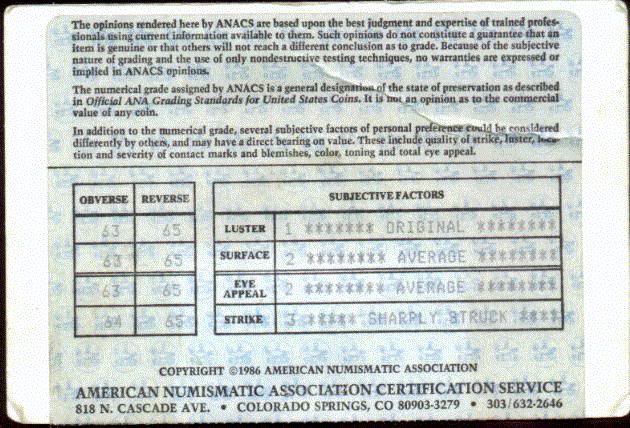 The opinions rendered here by ANACS are based upon the best judgment and expertise of trained profes-
sionals using current information available to them. Such opinions do not constitute a guarantee that an
item is genuine or that others will not reach a different conclusion as to grade. Because of the subjective
nature of grading and the use of only nondestructive testing techniques, no warranties are expressed or
implied in ANACS opinions.
The numerical grade assigned by ANACS is a general designation of the state of preservation as described
in Official ANA Grading Standards for United States Coins. It is not an opinion as to the commercial
value of any coin.
In addition to the numerical grade, several subjective factors of personal preference could be considered
differently by others, and may have a direct bearing on value. These include quality of strike, luster, loca-
tion and severity of contact marks and blemishes, color, toning and total eye appeal.
OBVERSE REVERSE SUBJECTIVE FACTORS
63 65 LUSTER 1 ******* ORIGINAL ********
63 65 SURFACE 2 ******** AVERAGE ********
63 65 EYE APPEAL 2 ******** AVERAGE ********
64 65 STRIKE 3 ***** SHARPLY STRUCK ****
COPYRIGHT ©1986 AMERICAN NUMISMATIC ASSOCIATION
AMERICAN NUMISMATIC ASSOCIATION CERTIFICATION SERVICE
818 N. CASCADE AVE. • COLORADO SPRINGS, CO 80903-3279 • 303/632-2646